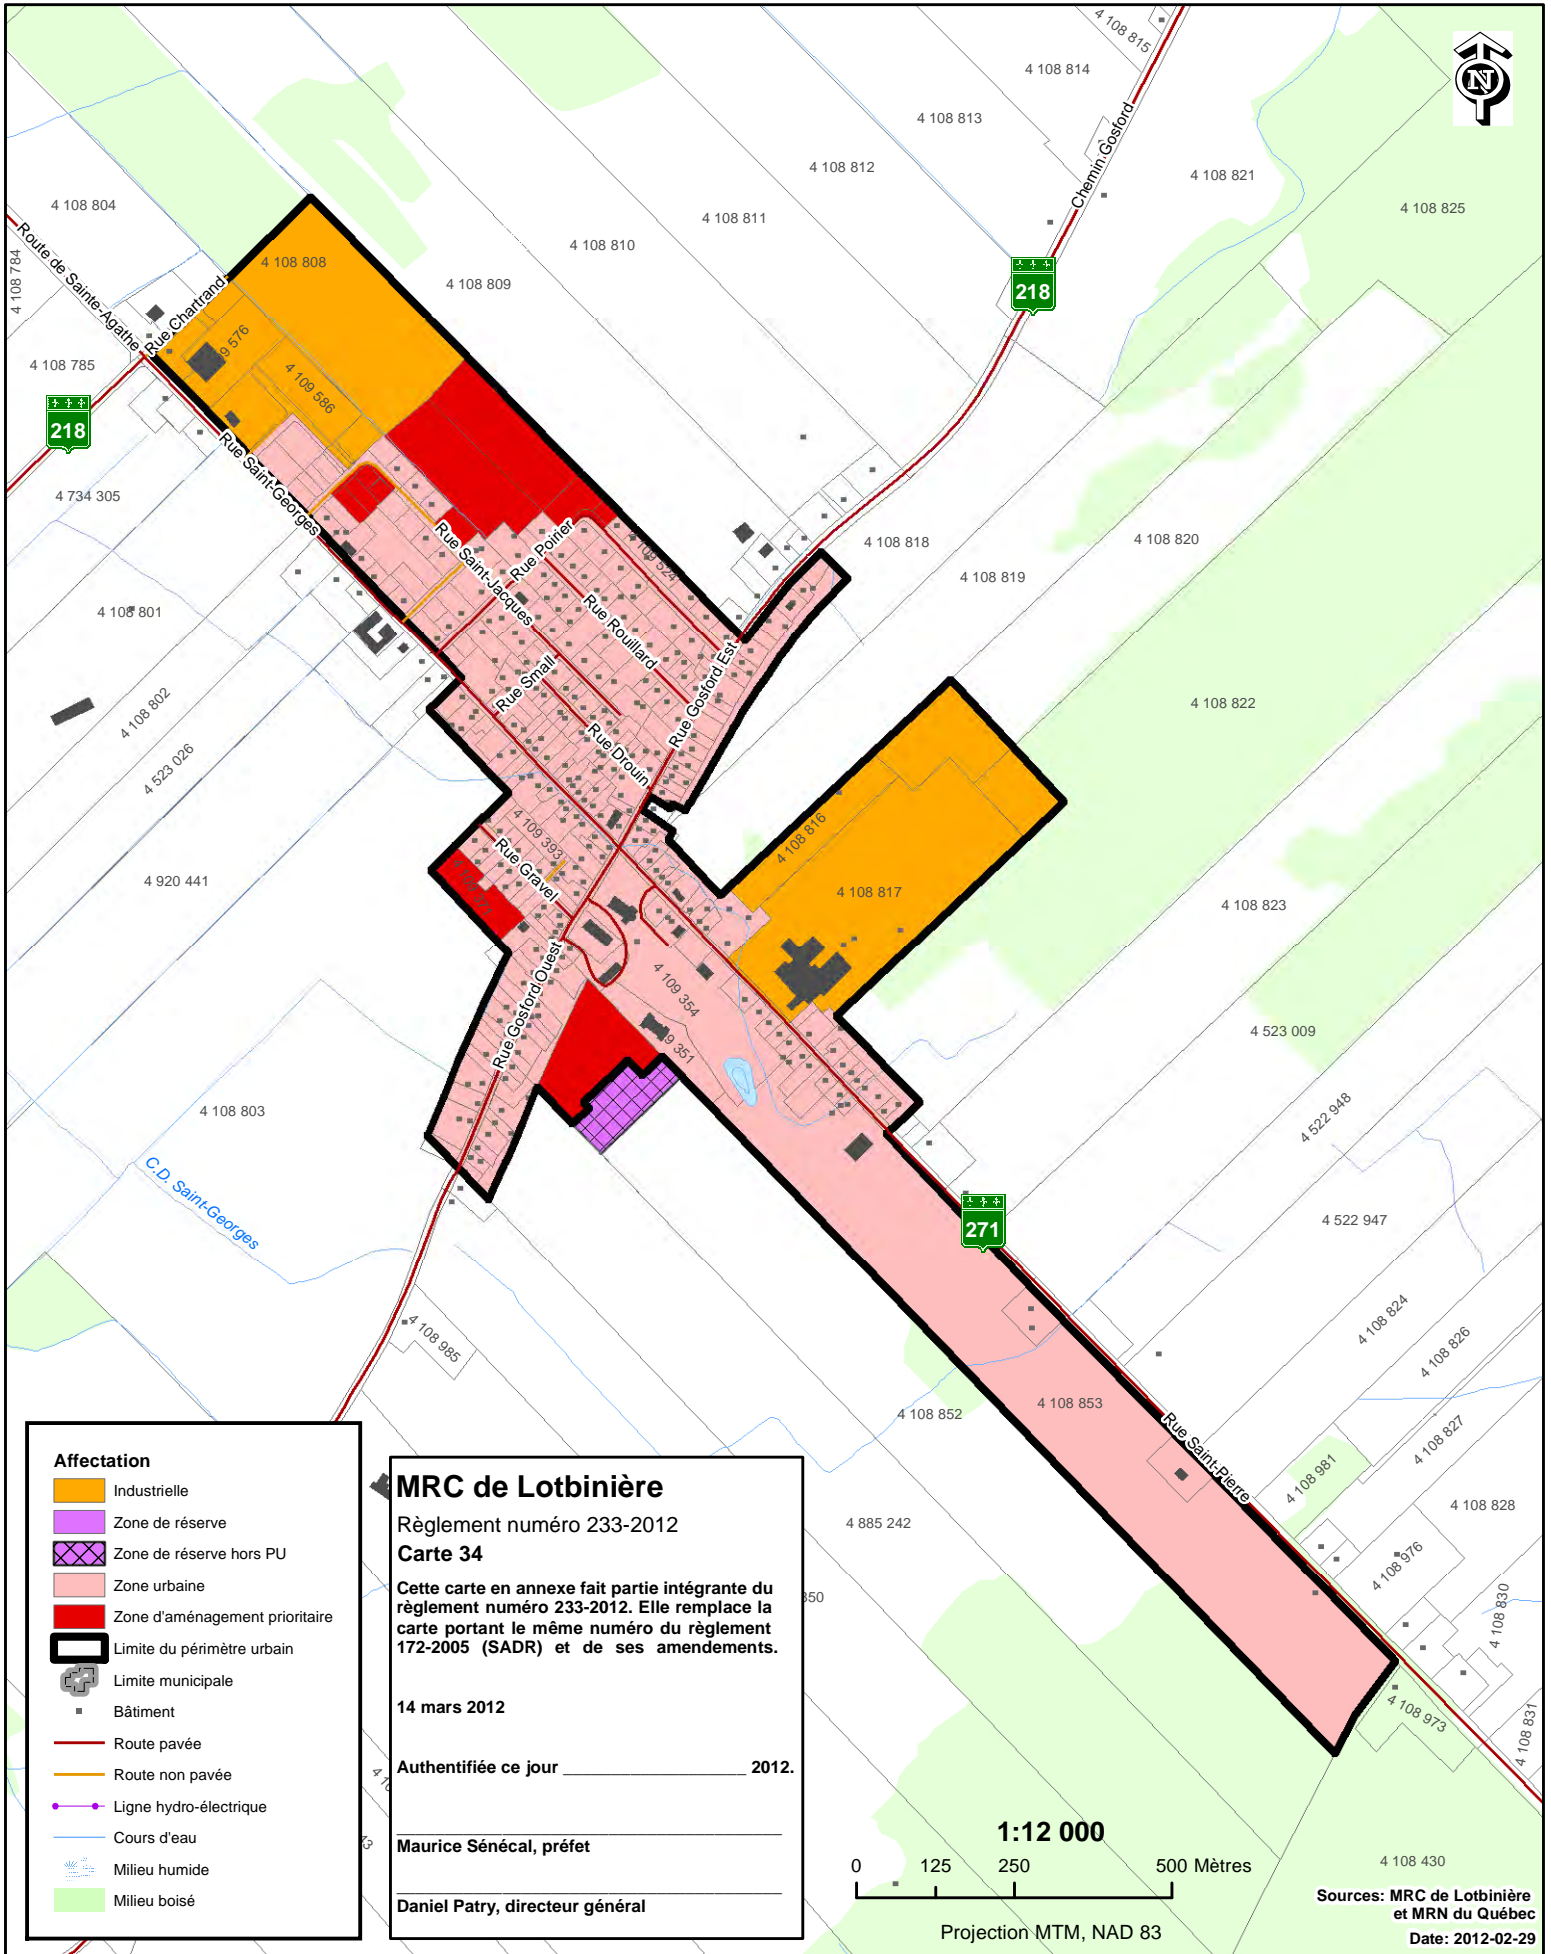 4 108 815
4 108 814
N
4 108 813
Chemin Gosford
4 108 812
4 108 821
4 108 825
4 108 804
4 108 811
Route de Sainte-Agathe
4 108 810
4 108 784
4 108 808
Rue Chartrand
4 108 809
218
9 576
4 108 785
4 109 586
218
Rue Saint-Georges
4 734 305
Rue Saint-Jacques
Rue Poirier
4 109 524
4 108 818
4 108 820
4 108 819
4 108 801
Rue Rouillard
Rue Small
Rue Gosford Est
4 108 802
4 108 822
4 523 026
Rue Drouin
4 109 393
4 108 816
Rue Gravel
4 920 441
4 108 817
4 108 823
Rue Gosford Ouest
4 109 354
9 351
4 523 009
4 108 803
4 522 948
C.D. Saint-Georges
271
4 522 947
4 108 824
4 108 985
4 108 826
4 108 852
4 108 853
Rue Saint-Pierre
4 108 827
4 108 981
4 108 828
4 885 242
4 108 976
350
4 108 830
4 108 973
4 108 831
4 10
43
4 108 430
Affectation
Industrielle
Zone de réserve
Zone de réserve hors PU
Zone urbaine
Zone d'aménagement prioritaire
Limite du périmètre urbain
Limite municipale
Bâtiment
Route pavée
Route non pavée
Ligne hydro-électrique
Cours d'eau
Milieu humide
Milieu boisé
MRC de Lotbinière
Règlement numéro 233-2012
Carte 34
Cette carte en annexe fait partie intégrante du
règlement numéro 233-2012. Elle remplace la
carte portant le même numéro du règlement
172-2005 (SADR) et de ses amendements.
14 mars 2012
Authentifiée ce jour ____________________ 2012.
Maurice Sénécal, préfet
Daniel Patry, directeur général
1:12 000
0 125 250 500 Mètres
Projection MTM, NAD 83
Sources: MRC de Lotbinière
et MRN du Québec
Date: 2012-02-29